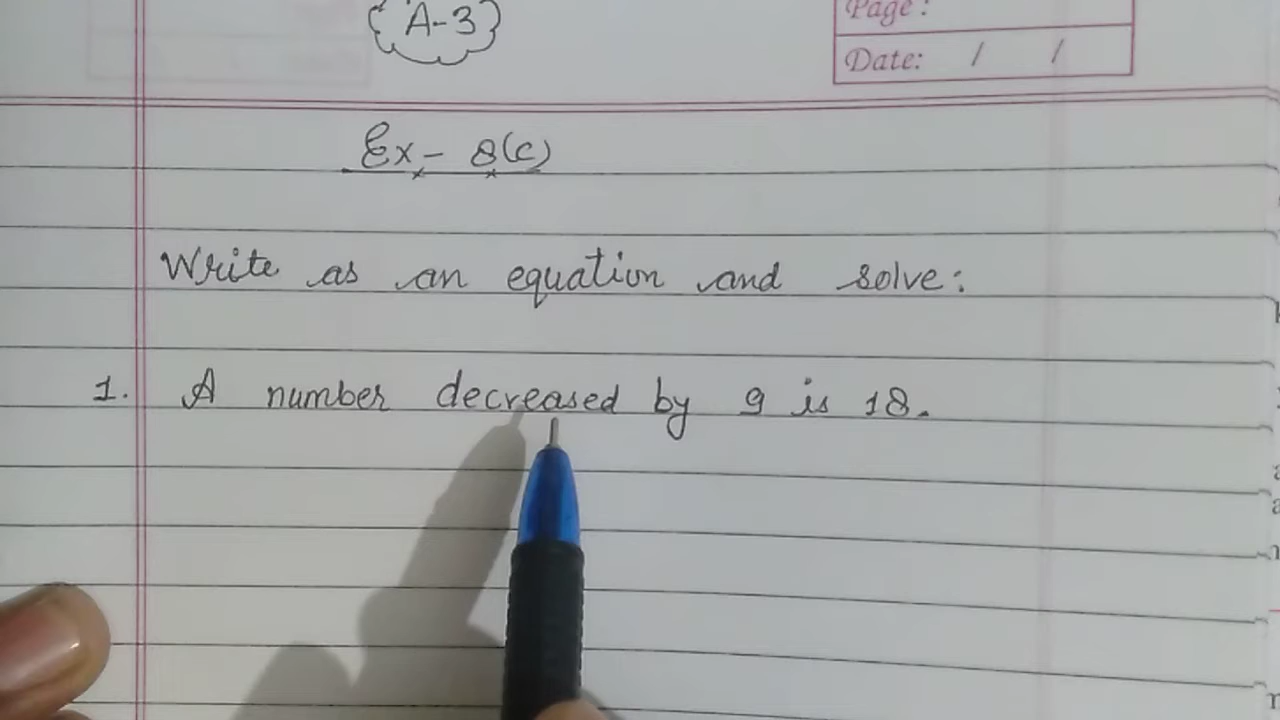 A-3
Page :
Date: / /
Ex - 8(C)
Write as an equation and solve:
1. A number decreased by 9 is 18.